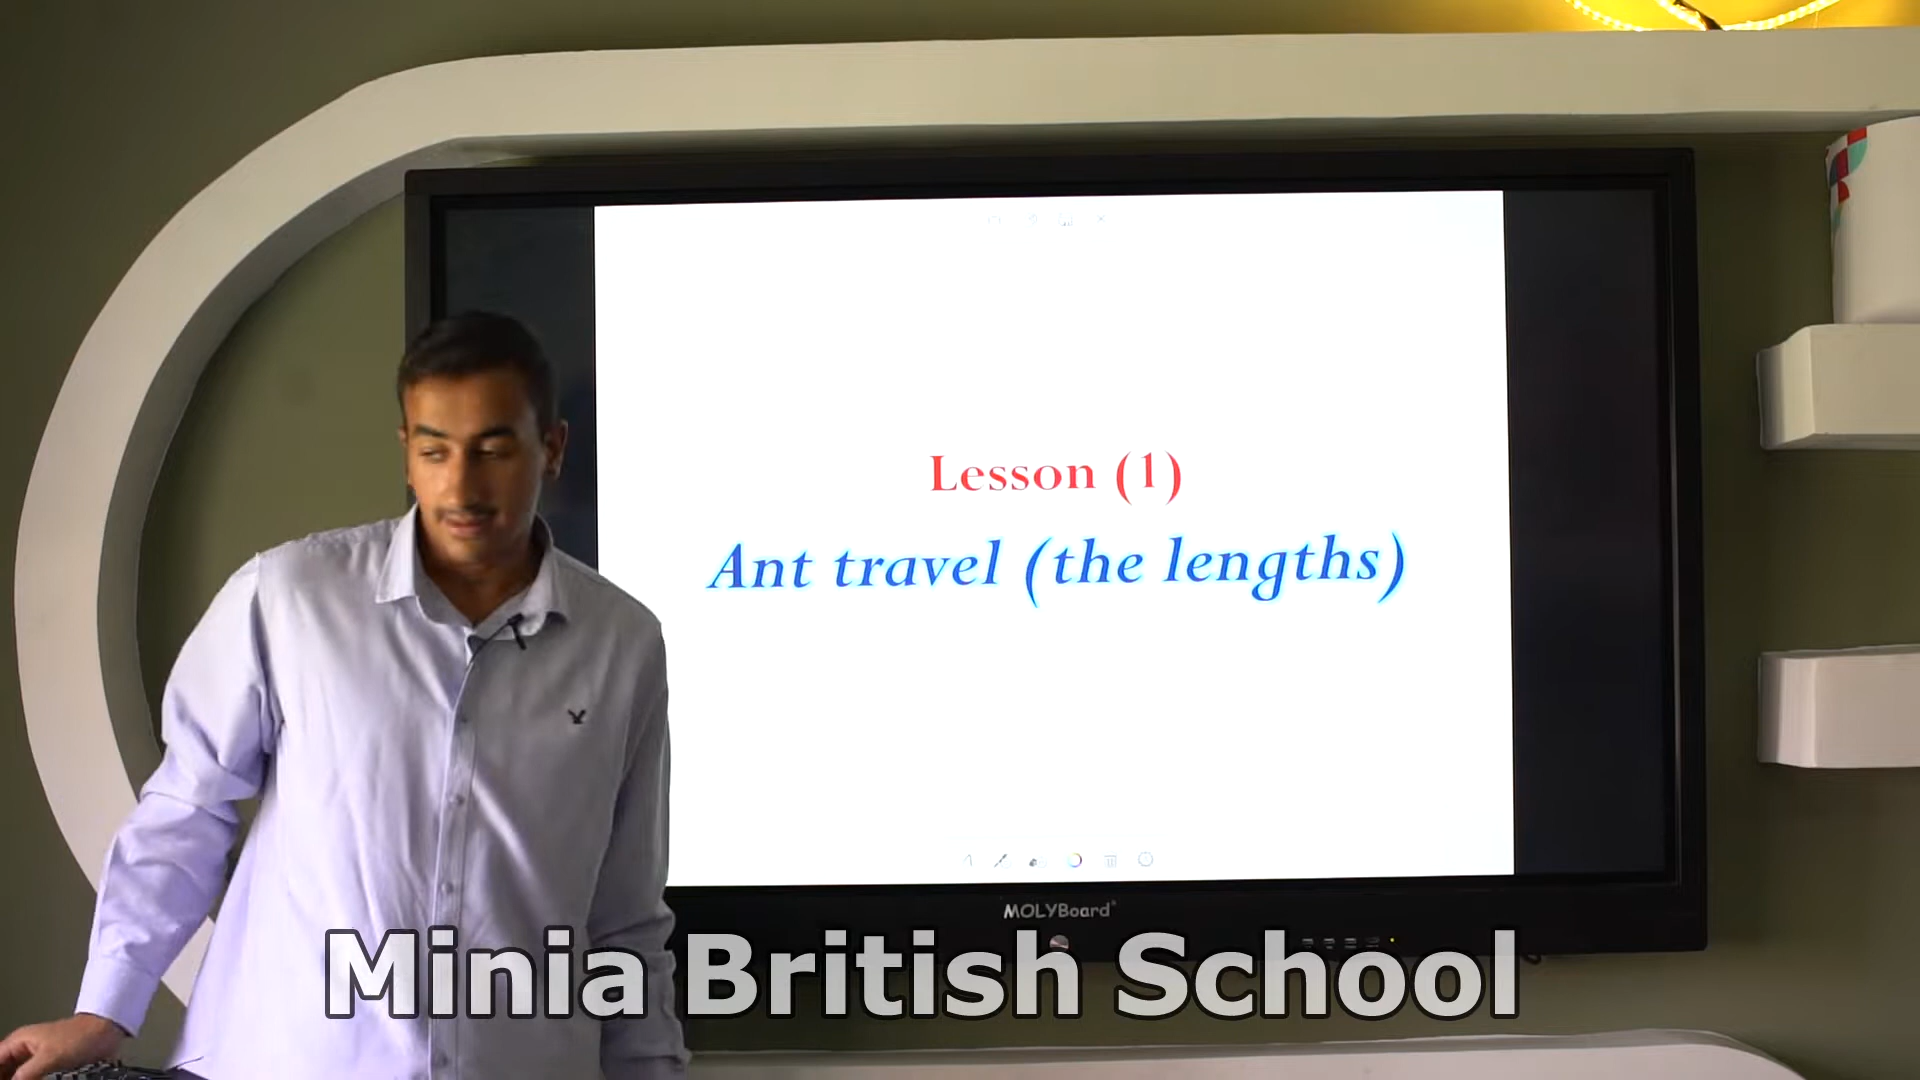 Lesson (1)
Ant travel (the lengths)
MOLYBoard
Minia British School